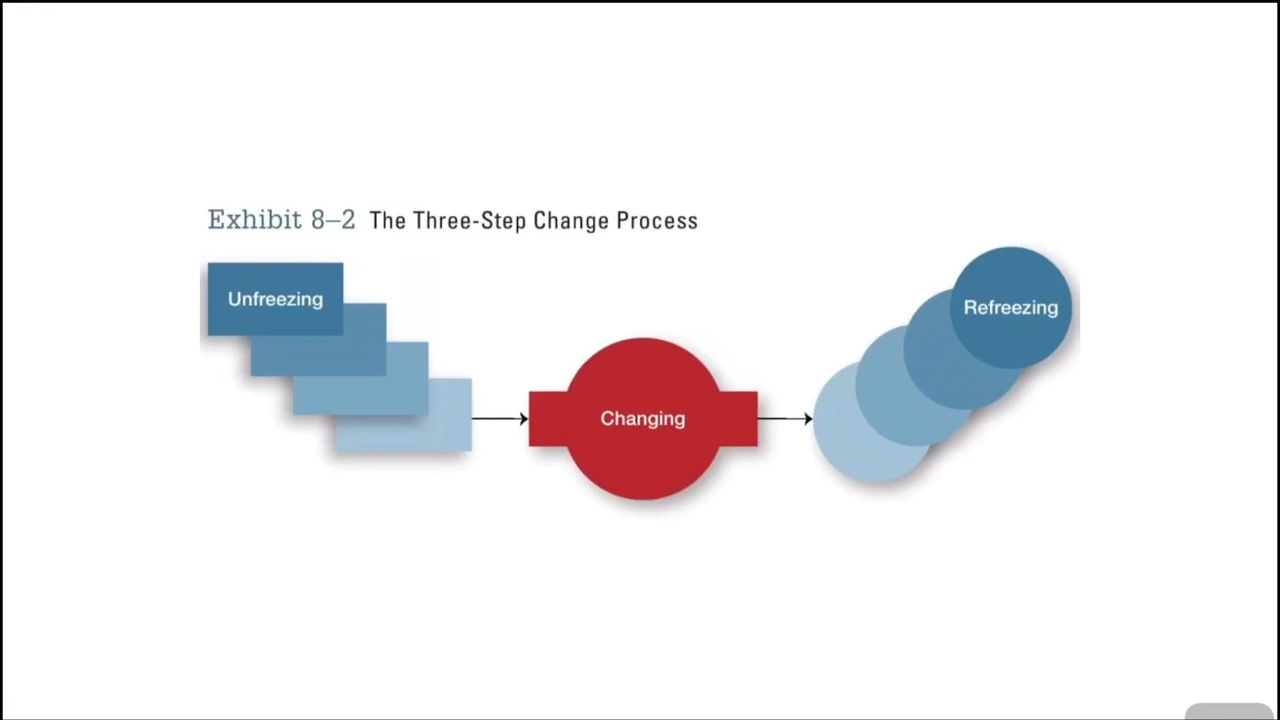 Exhibit 8–2 The Three-Step Change Process
Unfreezing
Changing
Refreezing